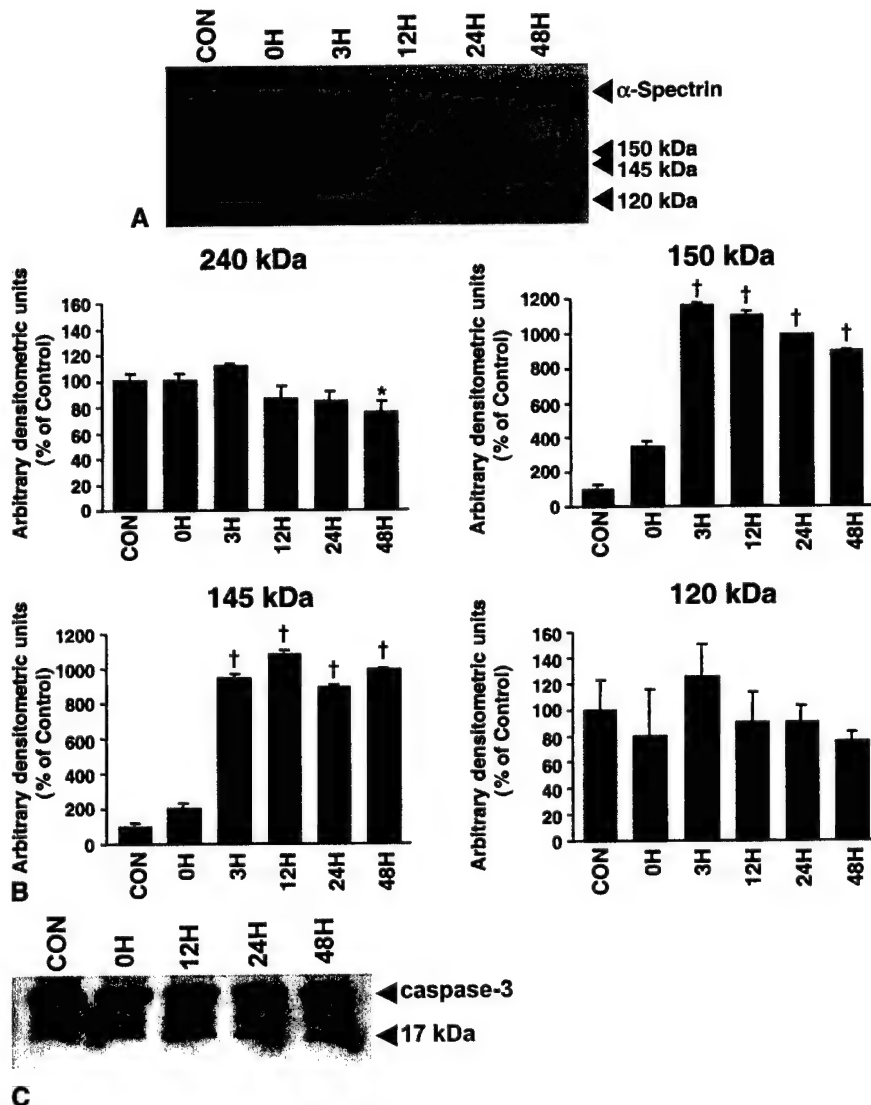 CON 0H 3H 12H 24H 48H
α-Spectrin
150 kDa
145 kDa
120 kDa
A
240 kDa
Arbitrary densitometric units
(% of Control)
160
140
120
100
80
60
40
20
0
*
CON 0H 3H 12H 24H 48H
150 kDa
Arbitrary densitometric units
(% of Control)
1200
1000
800
600
400
200
0
† † † †
CON 0H 3H 12H 24H 48H
145 kDa
Arbitrary densitometric units
(% of Control)
1200
1000
800
600
400
200
0
† † † †
CON 0H 3H 12H 24H 48H
120 kDa
Arbitrary densitometric units
(% of Control)
160
140
120
100
80
60
40
20
0
CON 0H 3H 12H 24H 48H
B
CON 0H 12H 24H 48H
caspase-3
17 kDa
C